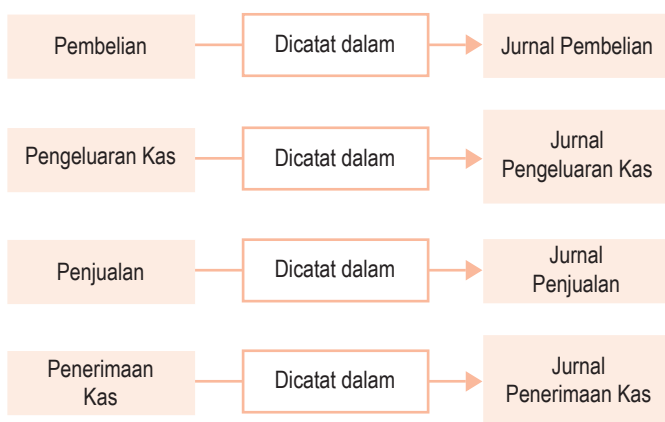 Pembelian
Dicatat dalam
Jurnal Pembelian
Pengeluaran Kas
Dicatat dalam
Jurnal
Pengeluaran Kas
Penjualan
Dicatat dalam
Jurnal
Penjualan
Penerimaan
Kas
Dicatat dalam
Jurnal
Penerimaan Kas